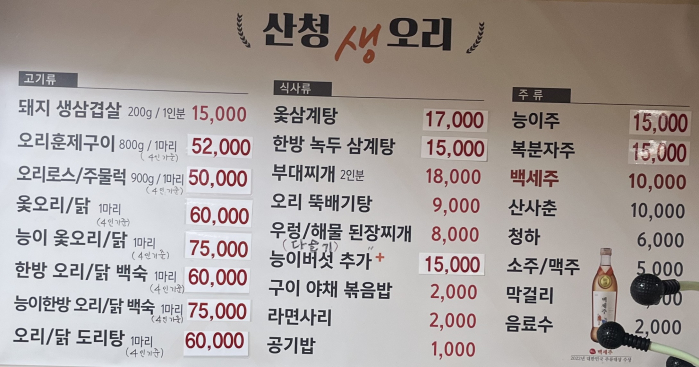 산청 생 오리
고기류
돼지 생삼겹살 200g / 1인분 15,000
오리훈제구이 800g / 1마리 52,000
(4인기준)
오리로스/주물럭 900g / 1마리 50,000
(4인기준)
옻오리/닭 1마리 60,000
(4인기준)
능이 옻오리/닭 1마리 75,000
(4인기준)
한방 오리/닭 백숙 1마리 60,000
(4인기준)
능이한방 오리/닭 백숙 1마리 75,000
(4인기준)
오리/닭 도리탕 1마리 60,000
(4인기준)
식사류
옻삼계탕 17,000
한방 녹두 삼계탕 15,000
부대찌개 2인분 18,000
오리 뚝배기탕 9,000
우렁/해물 된장찌개 8,000
(다슬기)
능이버섯 추가+ 15,000
구이 야채 볶음밥 2,000
라면사리 2,000
공기밥 1,000
주류
능이주 15,000
복분자주 15,000
백세주 10,000
산사춘 10,000
청하 6,000
소주/맥주 5,000
막걸리
음료수 2,000
백세주
백세주